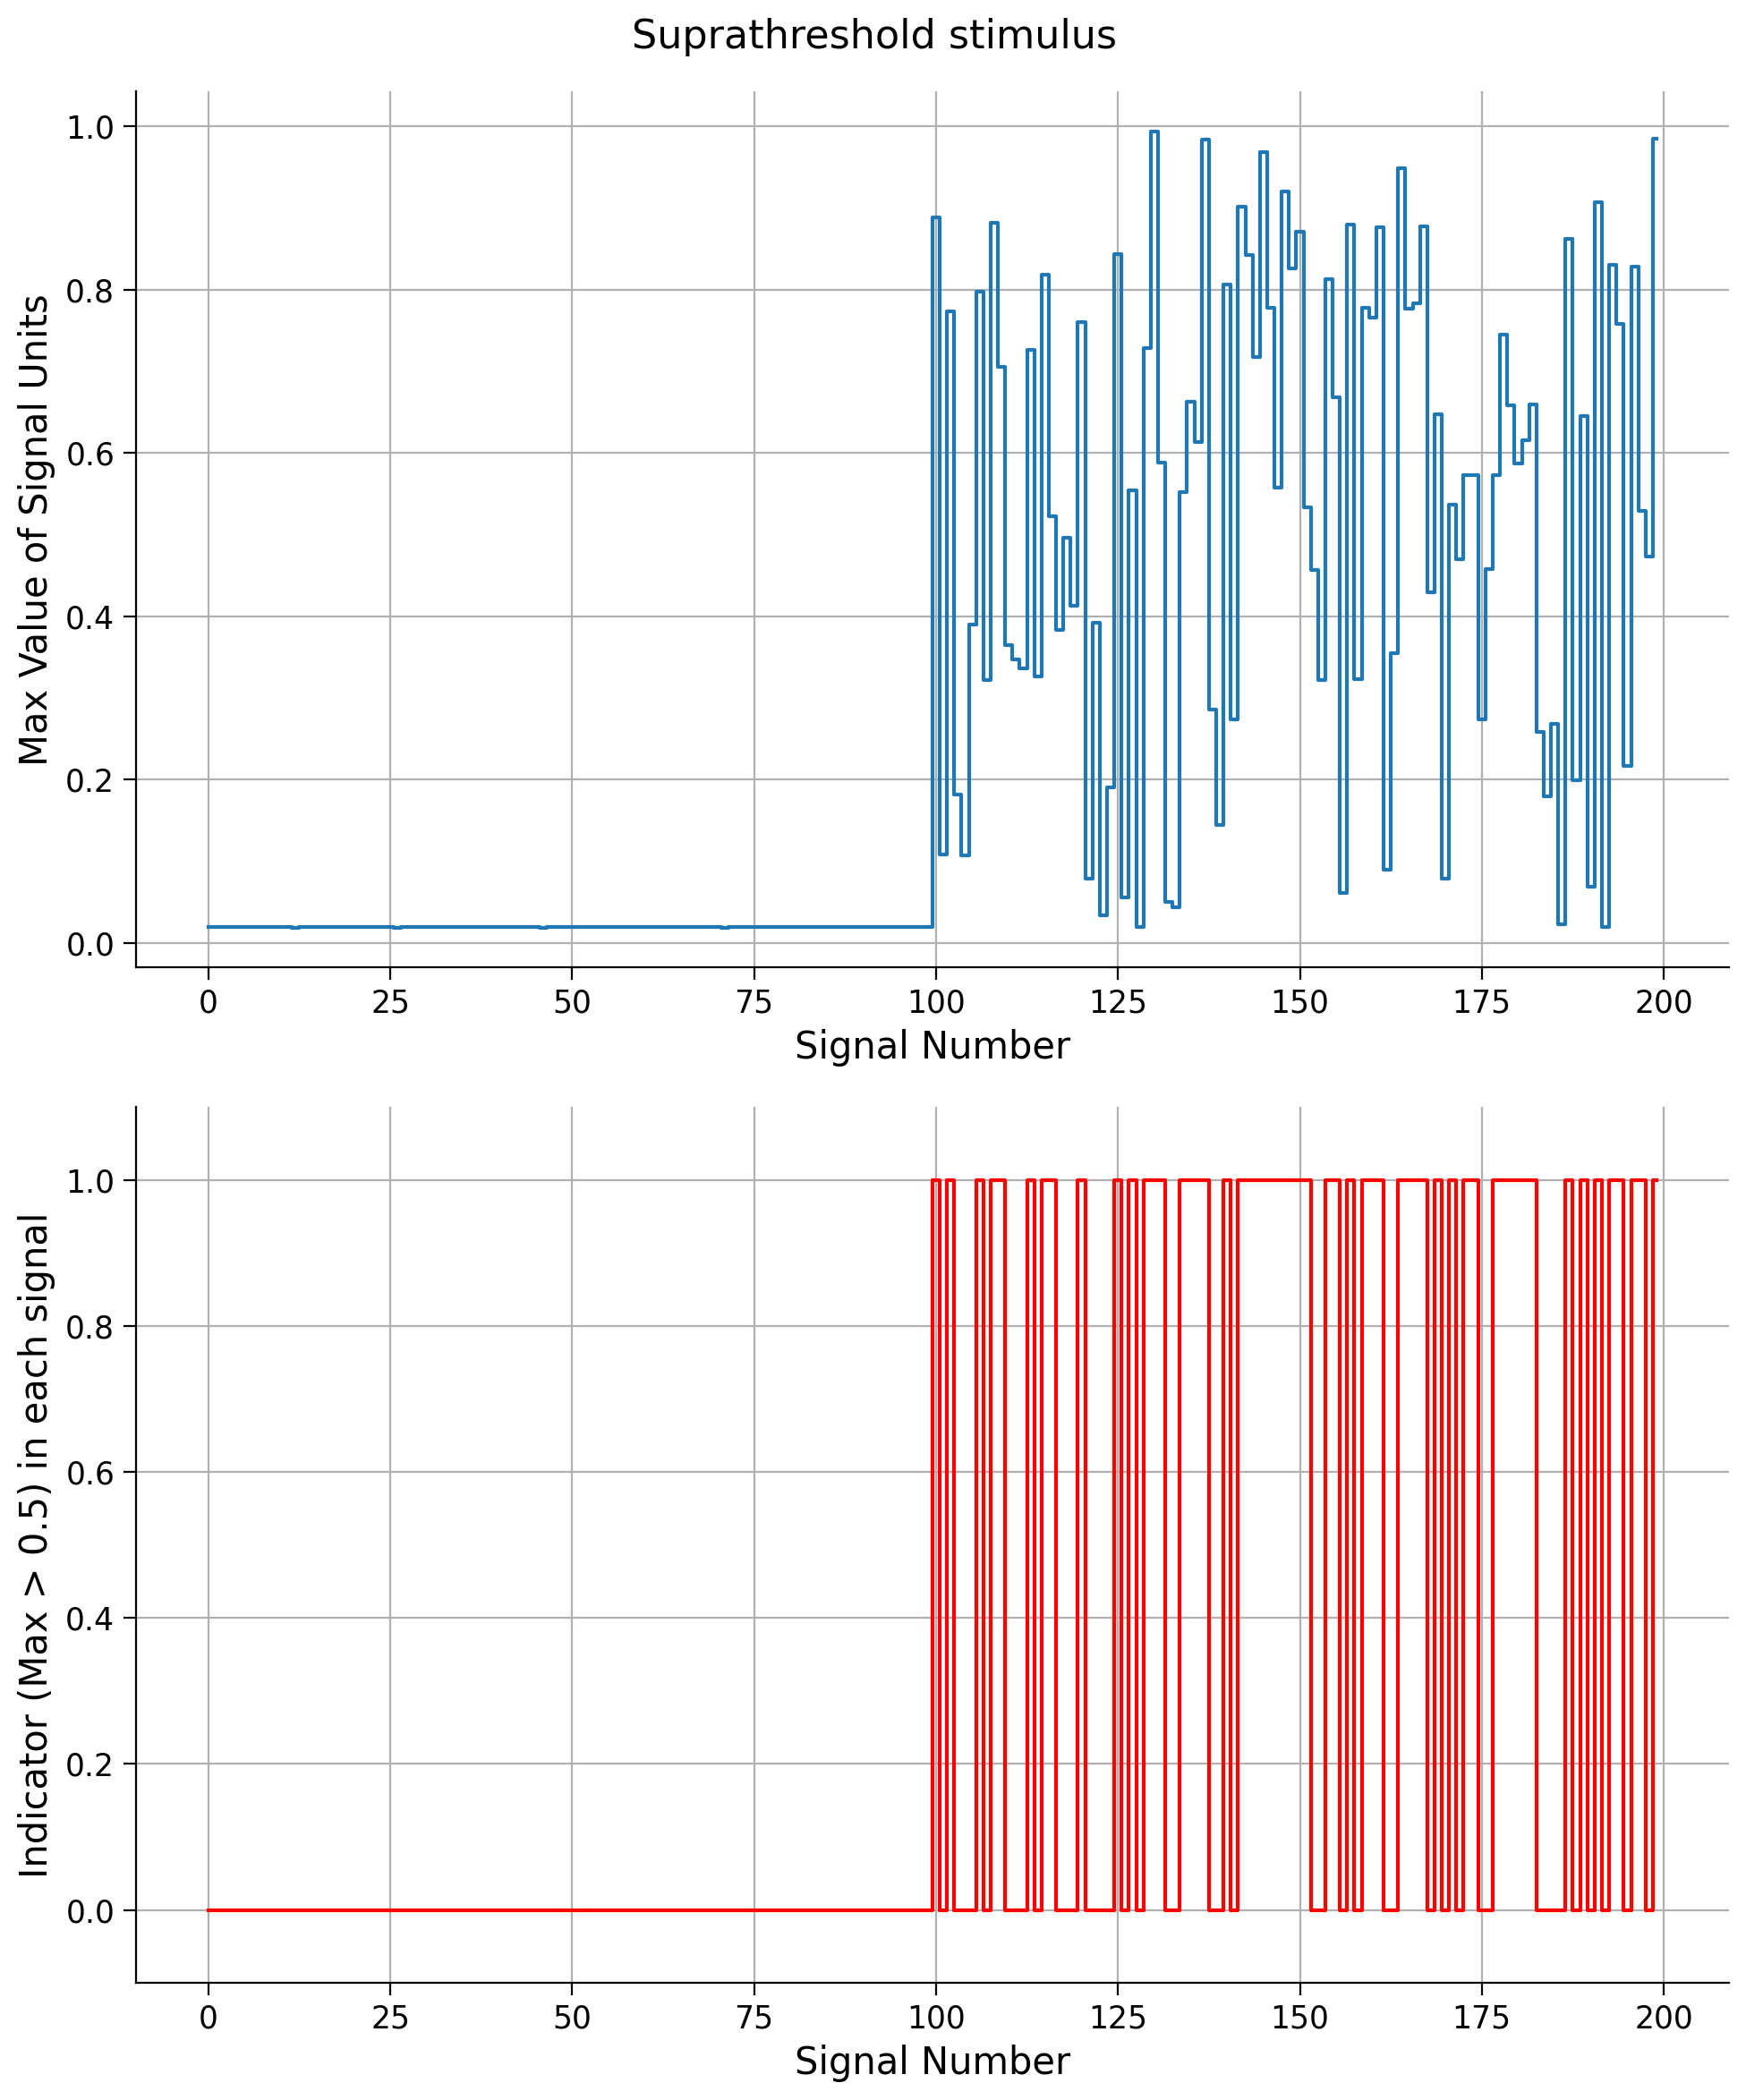 Suprathreshold stimulus
Max Value of Signal Units
1.0
0.8
0.6
0.4
0.2
0.0
0 25 50 75 100 125 150 175 200
Signal Number
Indicator (Max > 0.5) in each signal
1.0
0.8
0.6
0.4
0.2
0.0
0 25 50 75 100 125 150 175 200
Signal Number